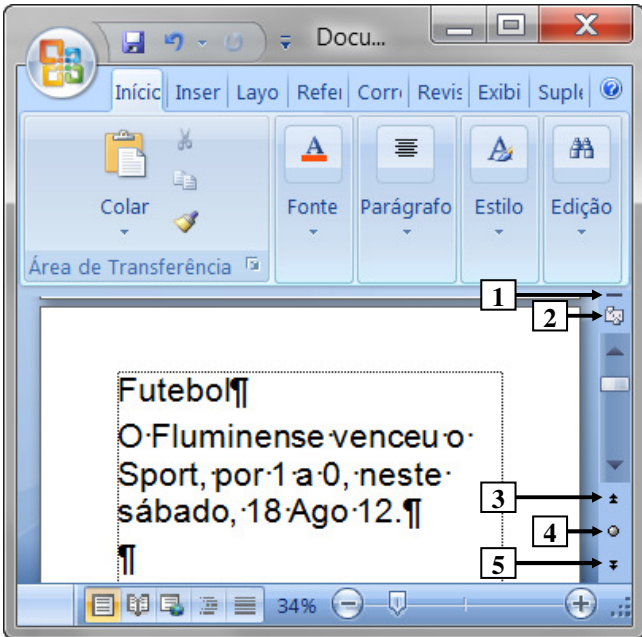 Docu...
Iníc Inser Layo Refer Corr Revis Exibi Suple
Colar Fonte Parágrafo Estilo Edição
Área de Transferência
1
2
Futebol¶
O·Fluminense·venceu·o·
Sport,·por·1·a·0,·neste·
sábado,·18·Ago·12.¶
¶
3
4
5
34%